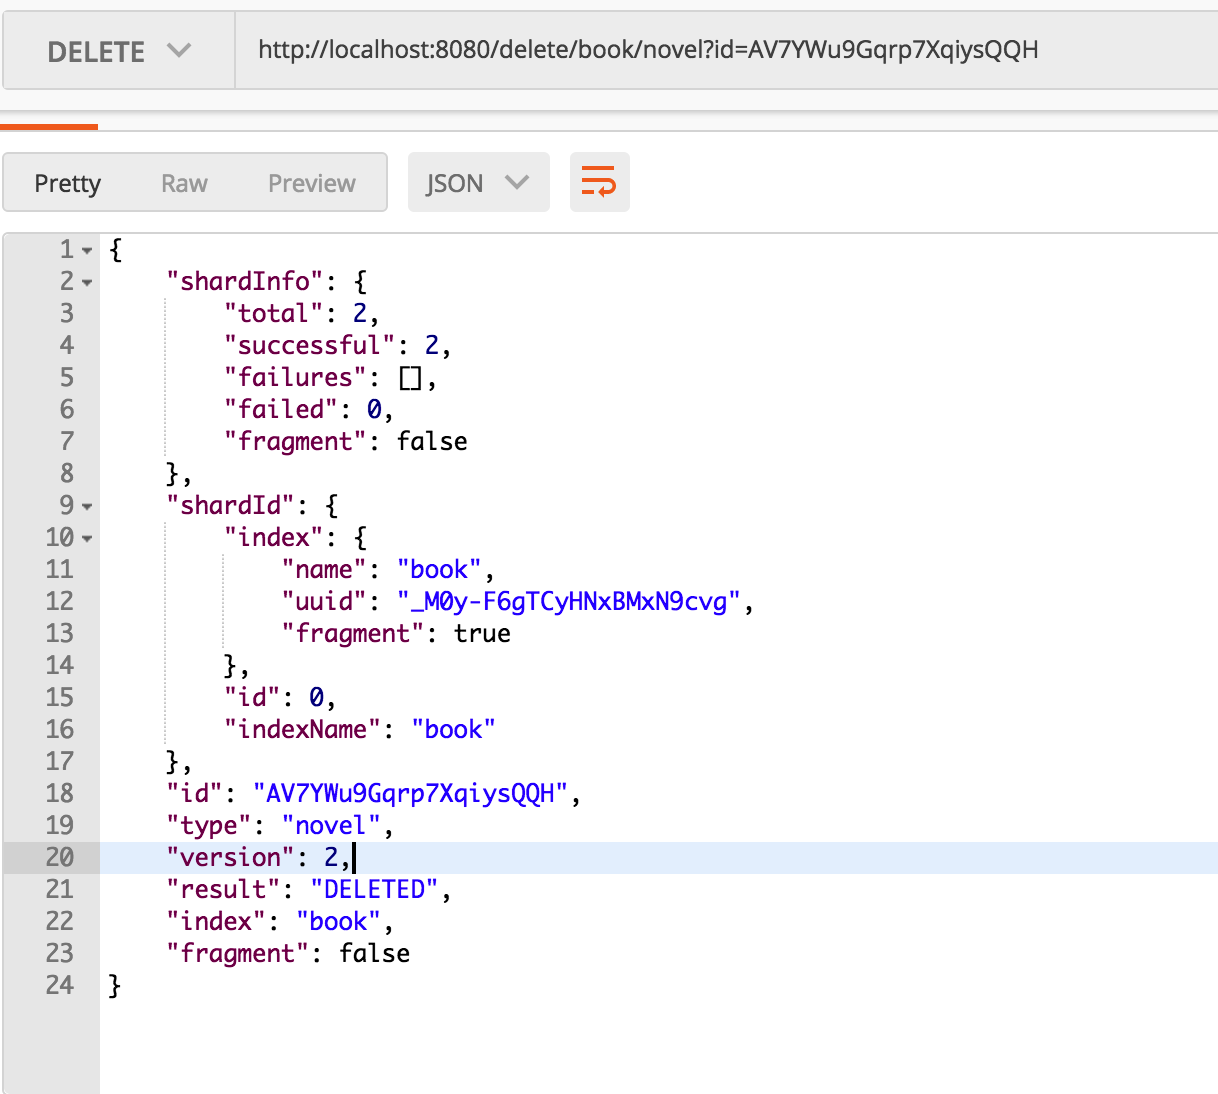 DELETE http://localhost:8080/delete/book/novel?id=AV7YWu9Gqrp7XqiysQQH
Pretty Raw Preview JSON
1 {
2 "shardInfo": {
3 "total": 2,
4 "successful": 2,
5 "failures": [],
6 "failed": 0,
7 "fragment": false
8 },
9 "shardId": {
10 "index": {
11 "name": "book",
12 "uuid": "_M0y-F6gTCyHNxBMxN9cvg",
13 "fragment": true
14 },
15 "id": 0,
16 "indexName": "book"
17 },
18 "id": "AV7YWu9Gqrp7XqiysQQH",
19 "type": "novel",
20 "version": 2,
21 "result": "DELETED",
22 "index": "book",
23 "fragment": false
24 }